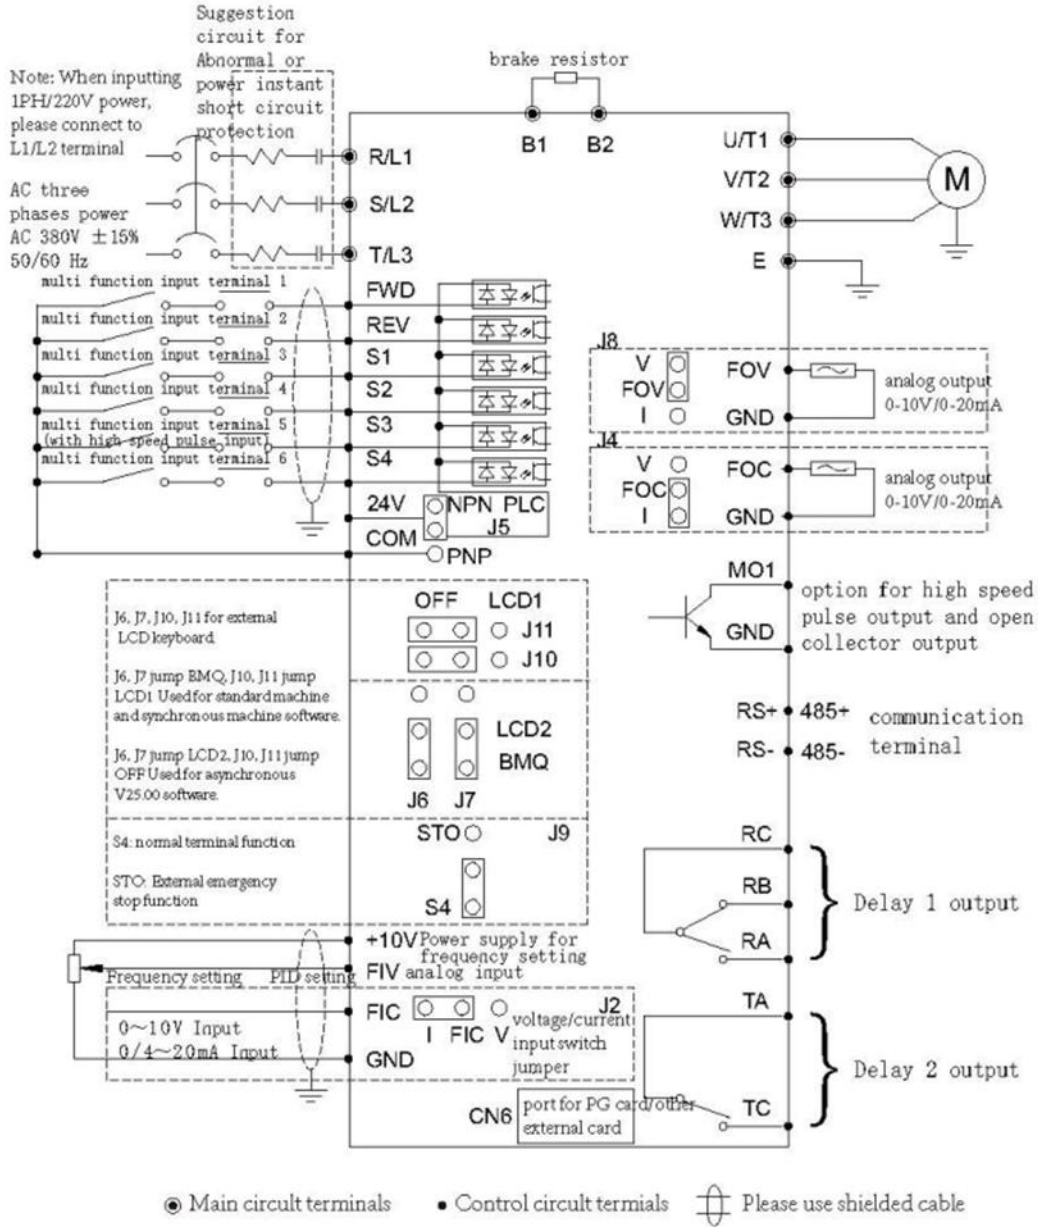 Suggestion
circuit for
Abnormal or
power instant
short circuit
protection
Note: When inputting
1PH/220V power,
please connect to
L1/L2 terminal
AC three
phases power
AC 380V ±15%
50/60 Hz
brake resistor
B1 B2
R/L1
S/L2
T/L3
U/T1
V/T2
W/T3
M
E
multi function input terminal 1
FWD
multi function input terminal 2
REV
multi function input terminal 3
S1
multi function input terminal 4
S2
multi function input terminal 5
(with high speed pulse input)
S3
multi function input terminal 6
S4
24V
COM
NPN PLC
J5
PNP
J8
V
FOV
I
FOV
GND
analog output
0-10V/0-20mA
J4
V
FOC
I
FOC
GND
analog output
0-10V/0-20mA
MO1
GND
option for high speed
pulse output and open
collector output
RS+ 485+
RS- 485-
communication
terminal
J6, J7, J10, J11 for external
LCD keyboard
J6, J7 jump BMQ, J10, J11 jump
LCD1 Used for standard machine
and synchronous machine software.
J6, J7 jump LCD2, J10, J11 jump
OFF Used for asynchronous
V25.00 software.
OFF LCD1
J11
J10
LCD2
BMQ
J6 J7
S4: normal terminal function
STO: External emergency
stop function
STO
J9
S4
RC
RB
RA
Delay 1 output
TA
TC
Delay 2 output
+10V Power supply for
frequency setting
FIV analog input
Frequency setting PID setting
FIC
I FIC V
J2
voltage/current
input switch
jumper
0~10V Input
0/4~20mA Input
GND
CN6
port for PG card/other
external card
Main circult terminals
Control circult termials
Please use shielded cable